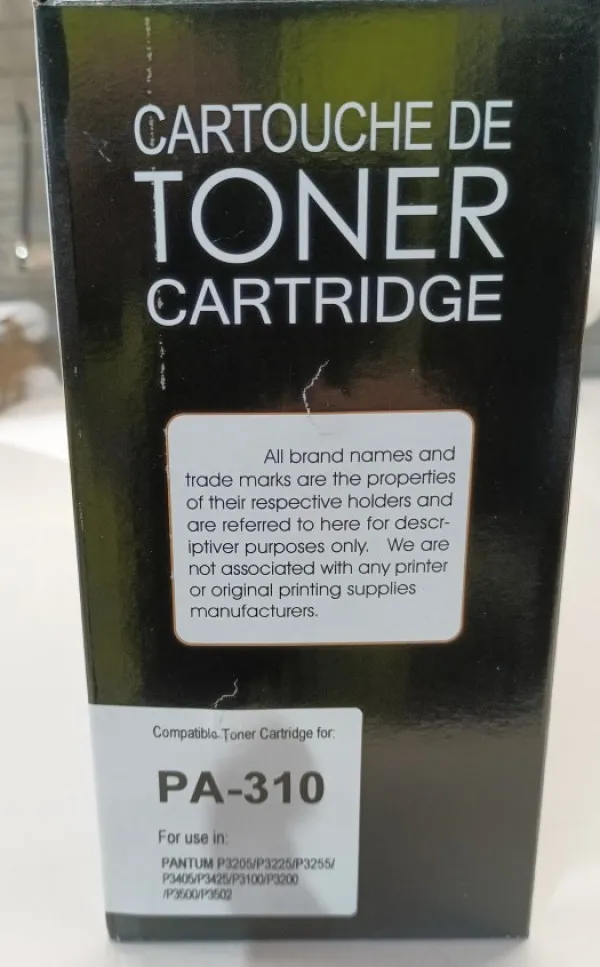 CARTOUCHE DE
TONER
CARTRIDGE
All brand names and
trade marks are the properties
of their respective holders and
are referred to here for descr-
iptiver purposes only. We are
not associated with any printer
or original printing supplies
manufacturers.
Compatible Toner Cartridge for:
PA-310
For use in:
PANTUM P3205/P3225/P3255/
P3405/P3425/P3100/P3200
/P3500/P3502